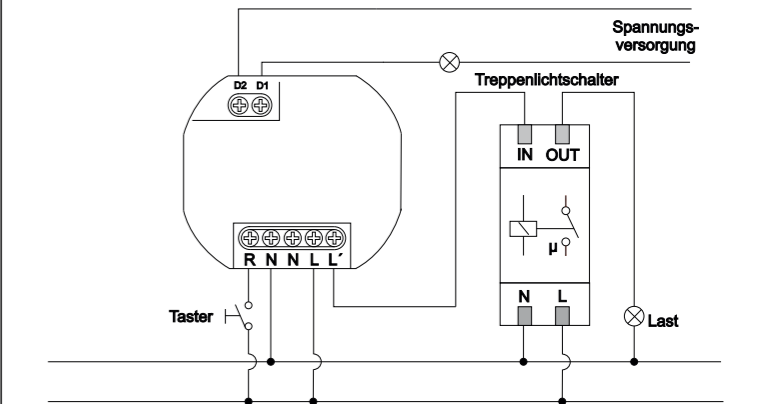 Spannungs-
versorgung
D2 D1
Treppenlichtschalter
IN OUT
µ
R N N L L´
N L
Taster
Last